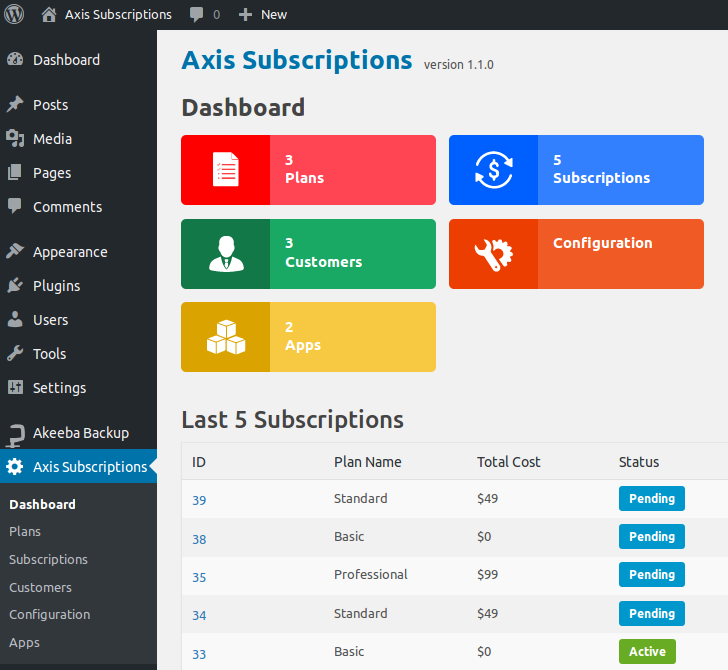 Axis Subscriptions 0 New
Dashboard
Posts
Media
Pages
Comments
Appearance
Plugins
Users
Tools
Settings
Akeeba Backup
Axis Subscriptions
Dashboard
Plans
Subscriptions
Customers
Configuration
Apps
Axis Subscriptions version 1.1.0
Dashboard
3
Plans
5
Subscriptions
3
Customers
Configuration
2
Apps
Last 5 Subscriptions
ID Plan Name Total Cost Status
39 Standard $49 Pending
38 Basic $0 Pending
35 Professional $99 Pending
34 Standard $49 Pending
33 Basic $0 Active